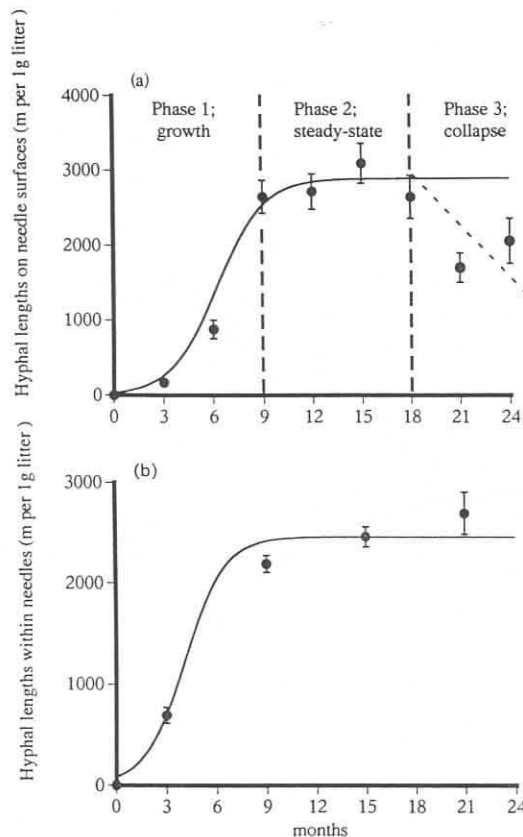 (a)
Hyphal lengths on needle surfaces (m per 1g litter)
4000
3000
2000
1000
0
Phase 1;
growth
Phase 2;
steady-state
Phase 3;
collapse
0 3 6 9 12 15 18 21 24
(b)
Hyphal lengths within needles (m per 1g litter)
3000
2000
1000
0
0 3 6 9 12 15 18 21 24
months